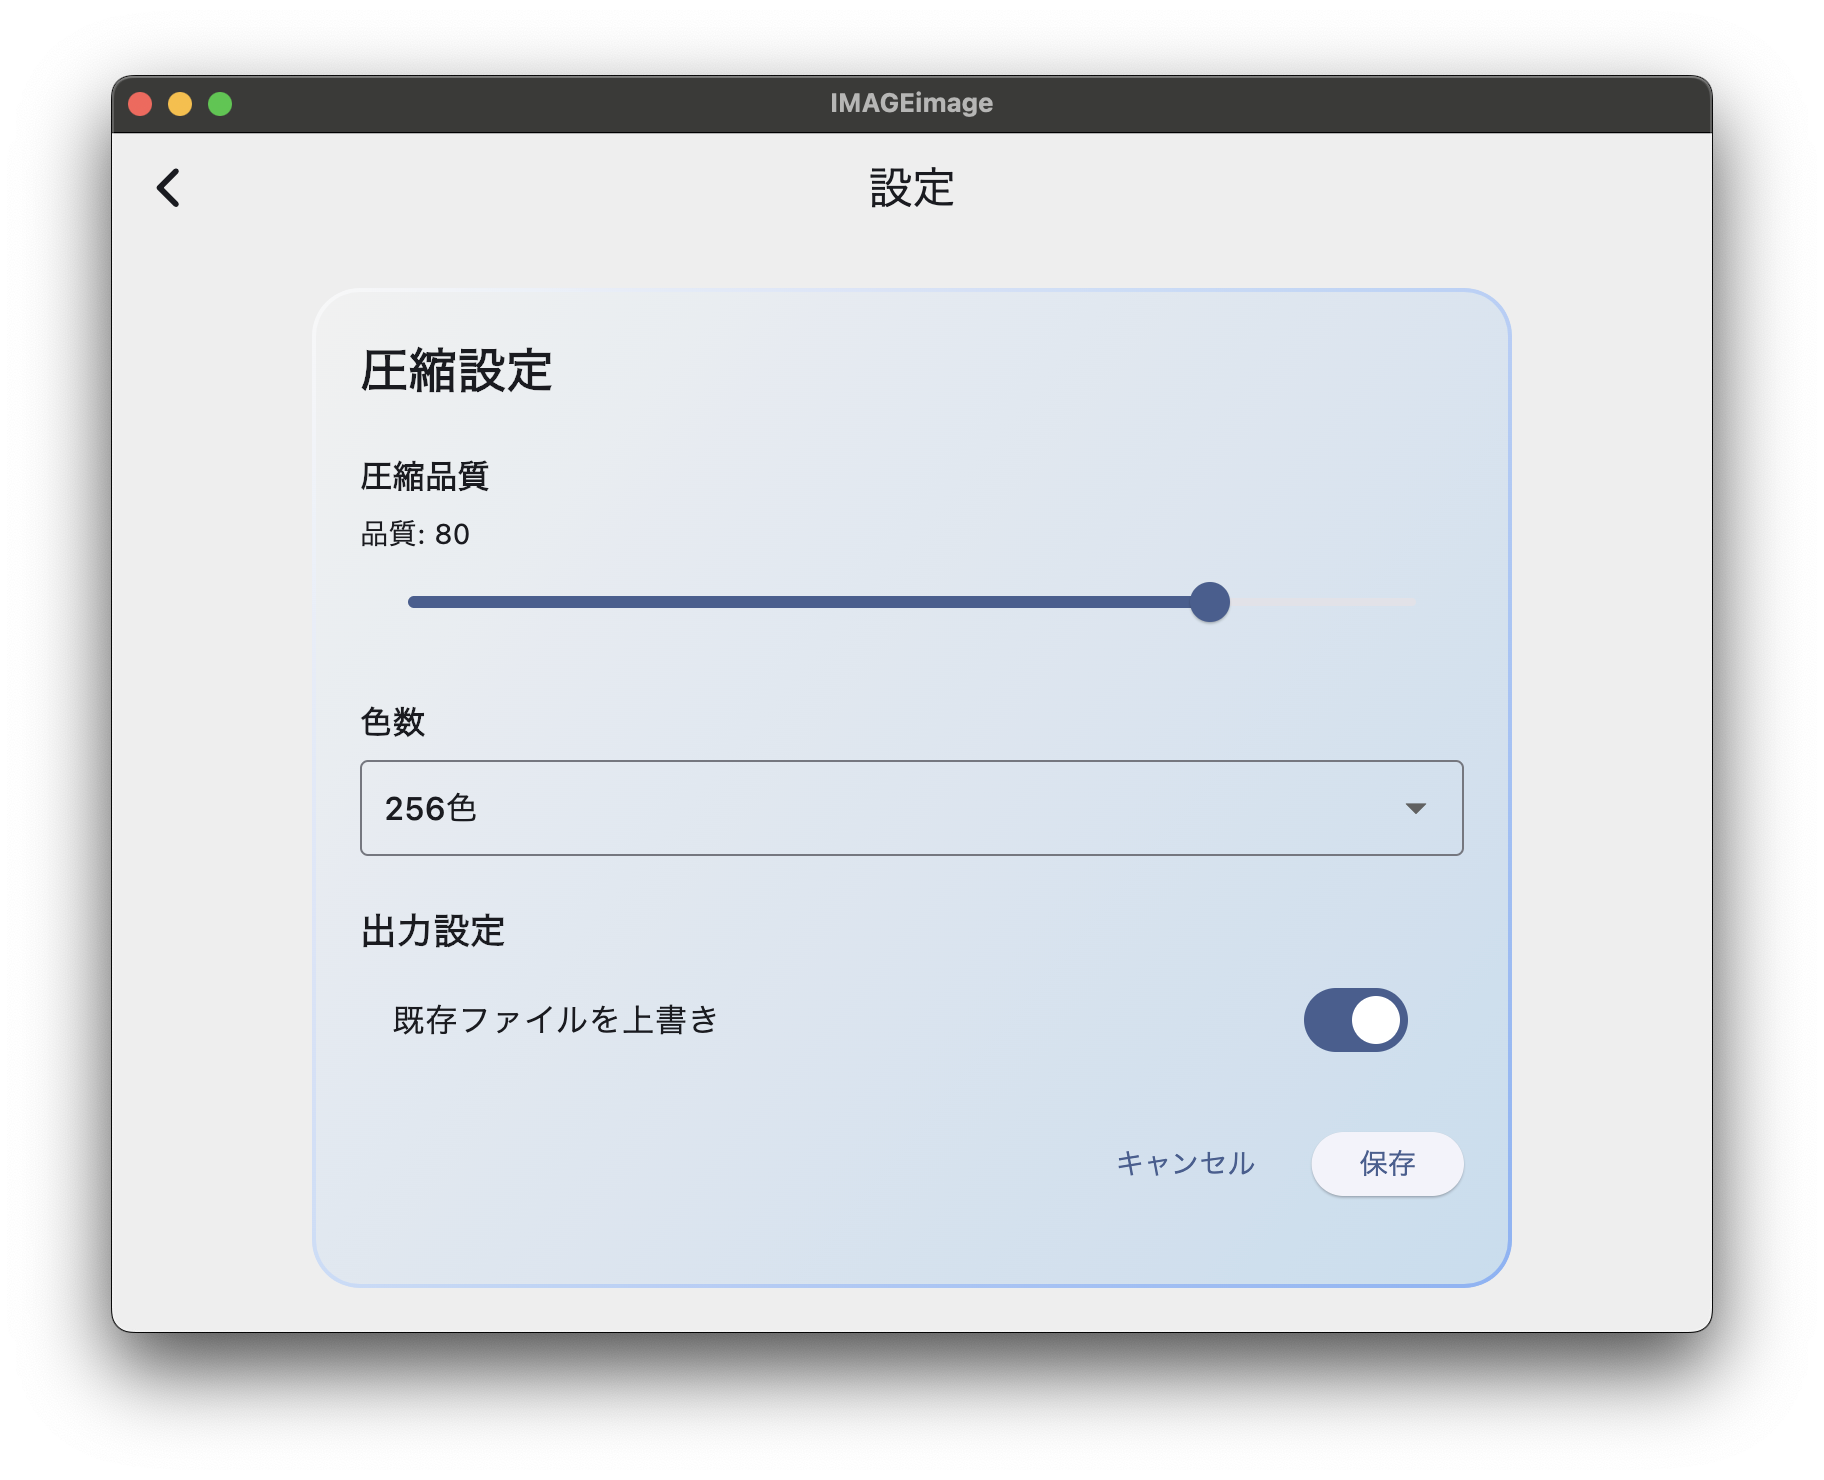 IMAGEimage
設定
圧縮設定
圧縮品質
品質: 80
色数
256色
出力設定
既存ファイルを上書き
キャンセル
保存